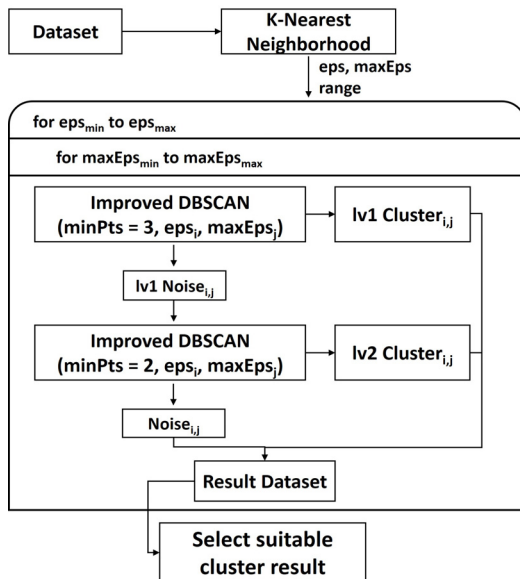 Dataset
K-Nearest
Neighborhood
eps, maxEps
range
for eps_min to eps_max
for maxEps_min to maxEps_max
Improved DBSCAN
(minPts = 3, eps_i, maxEps_j)
lv1 Cluster_i,j
lv1 Noise_i,j
Improved DBSCAN
(minPts = 2, eps_i, maxEps_j)
lv2 Cluster_i,j
Noise_i,j
Result Dataset
Select suitable
cluster result